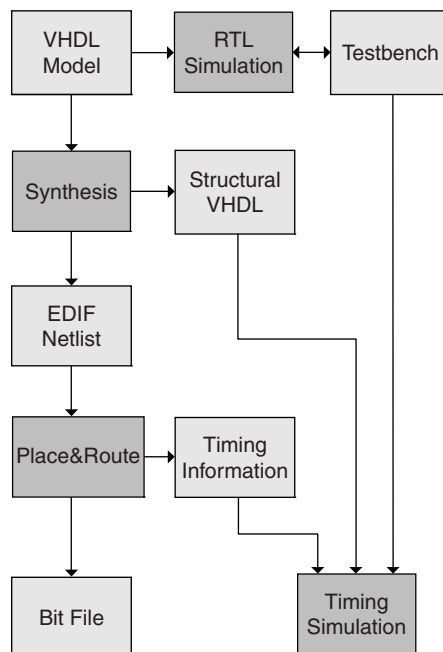 VHDL
Model
RTL
Simulation
Testbench
Synthesis
Structural
VHDL
EDIF
Netlist
Place&Route
Timing
Information
Bit File
Timing
Simulation